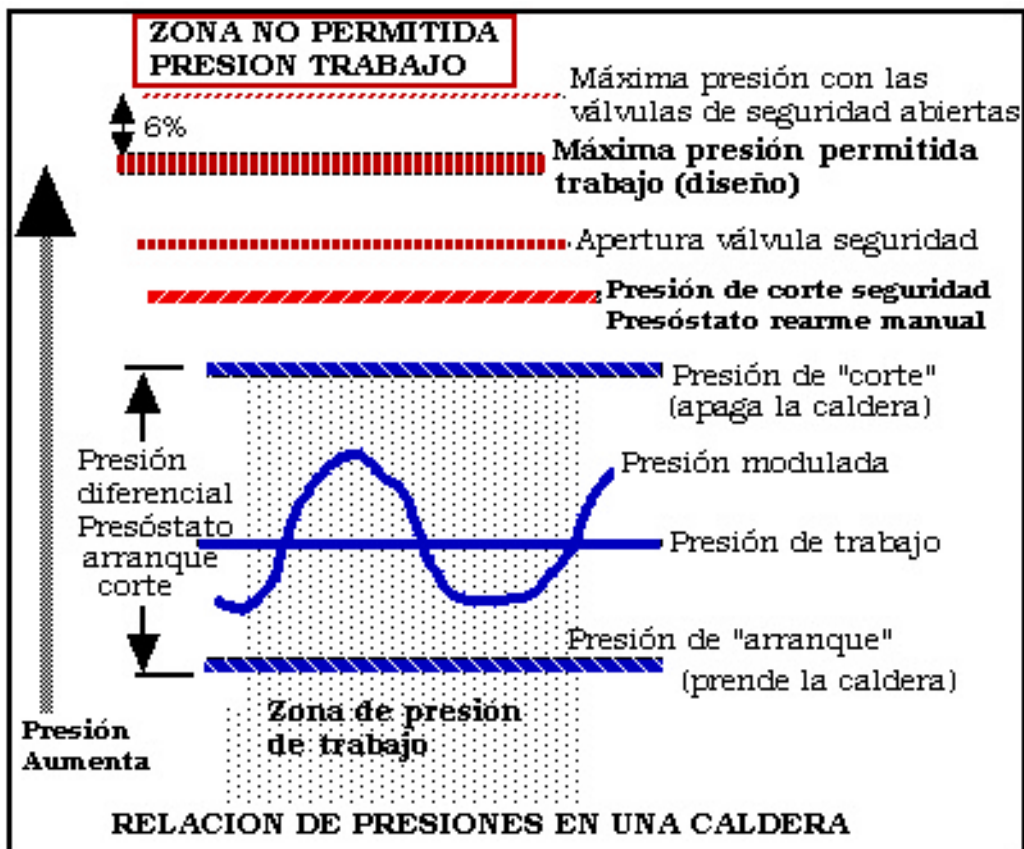 ZONA NO PERMITIDA
PRESION TRABAJO
Máxima presión con las
válvulas de seguridad abiertas
6%
Máxima presión permitida
trabajo (diseño)
Apertura válvula seguridad
Presión de corte seguridad
Presóstato rearme manual
Presión de "corte"
(apaga la caldera)
Presión modulada
Presión
diferencial
Presóstato
arranque
corte
Presión de trabajo
Presión de "arranque"
(prende la caldera)
Zona de presión
de trabajo
Presión
Aumenta
RELACION DE PRESIONES EN UNA CALDERA